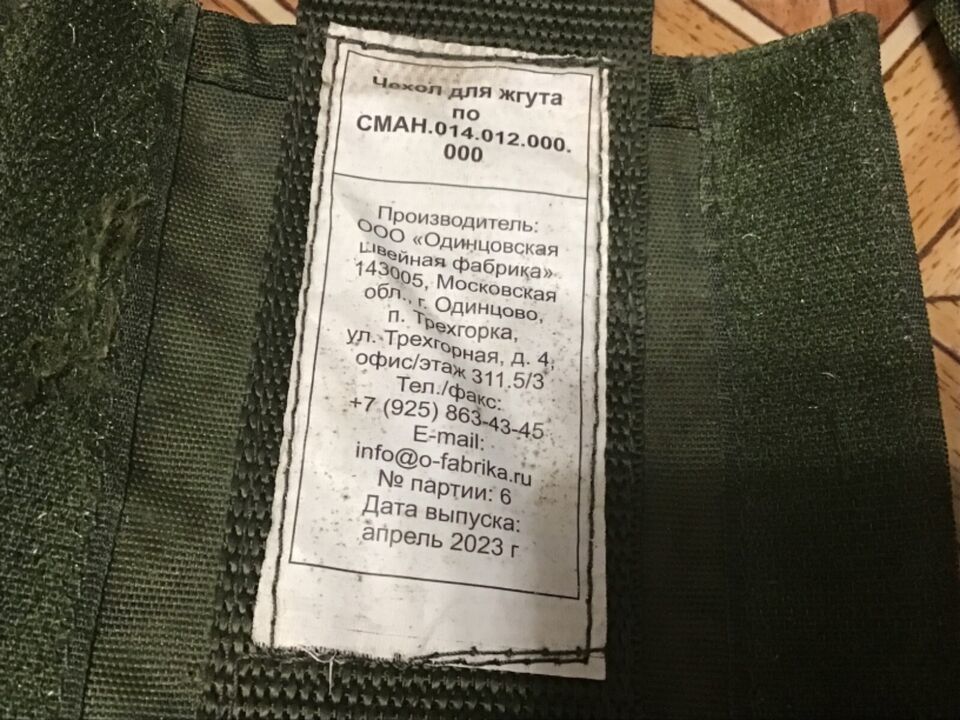 Чехол для жгута
по
СМАН.014.012.000.
000
Производитель:
ООО «Одинцовская
швейная фабрика»
143005, Московская
обл., г. Одинцово,
п. Трехгорка,
ул. Трехгорная, д. 4,
офис/этаж 311.5/3
Тел./факс:
+7 (925) 863-43-45
E-mail:
info@o-fabrika.ru
№ партии: 6
Дата выпуска:
апрель 2023 г